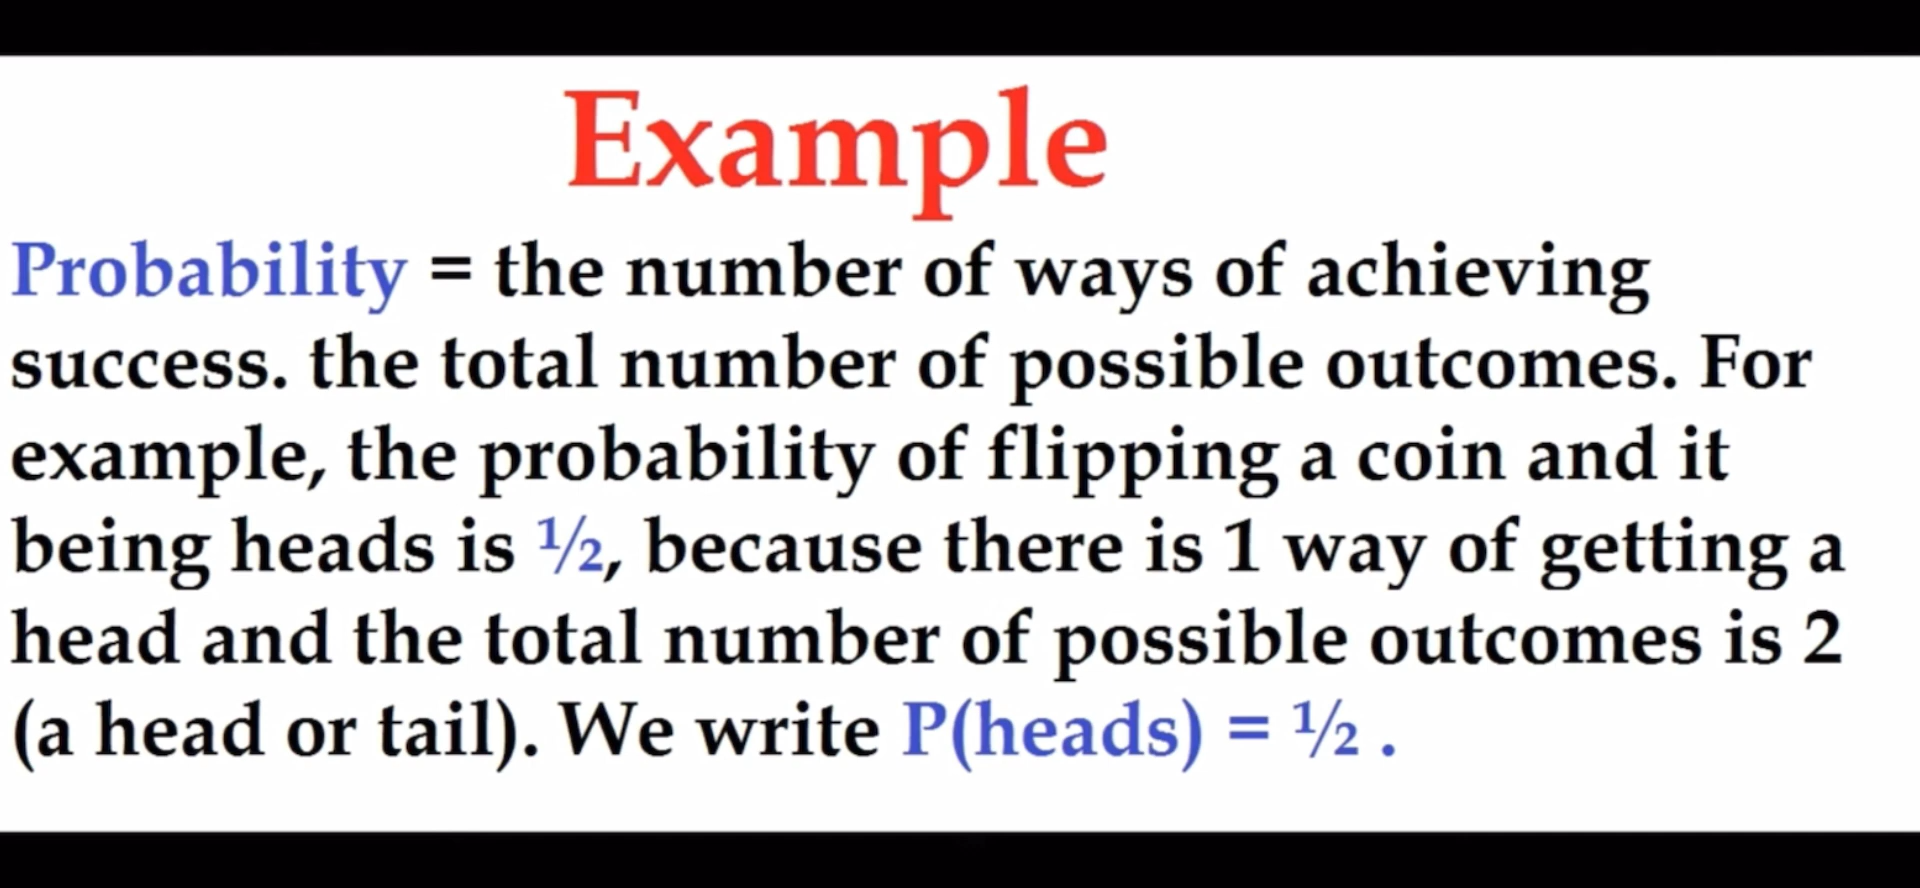 Example
Probability = the number of ways of achieving
success. the total number of possible outcomes. For
example, the probability of flipping a coin and it
being heads is ½, because there is 1 way of getting a
head and the total number of possible outcomes is 2
(a head or tail). We write P(heads) = ½ .